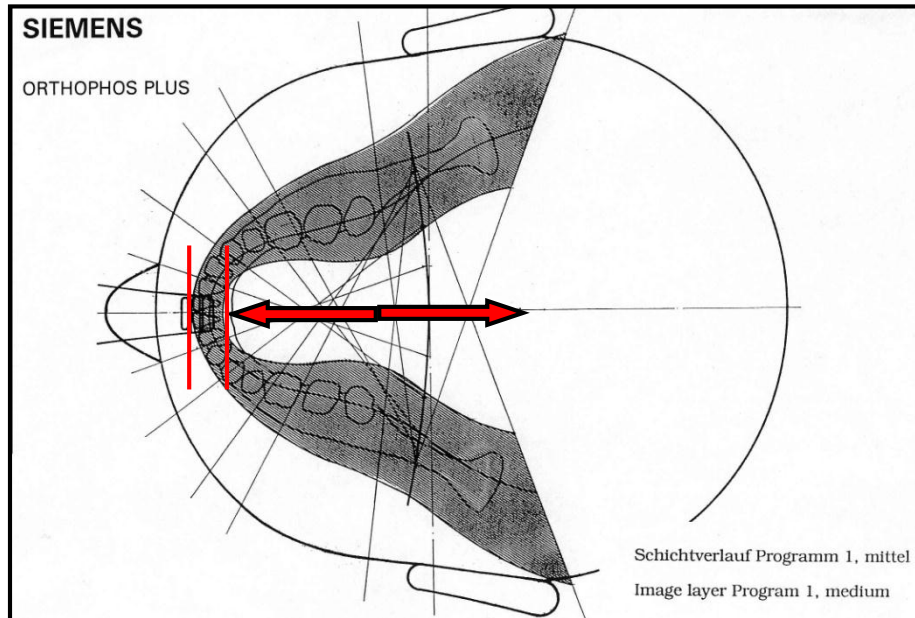 SIEMENS
ORTHOPHOS PLUS
Schichtverlauf Programm 1, mittel
Image layer Program 1, medium